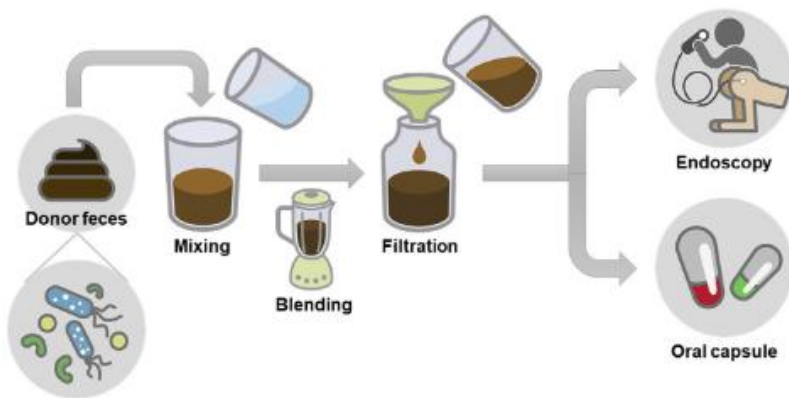 Donor feces
Mixing
Blending
Filtration
Endoscopy
Oral capsule